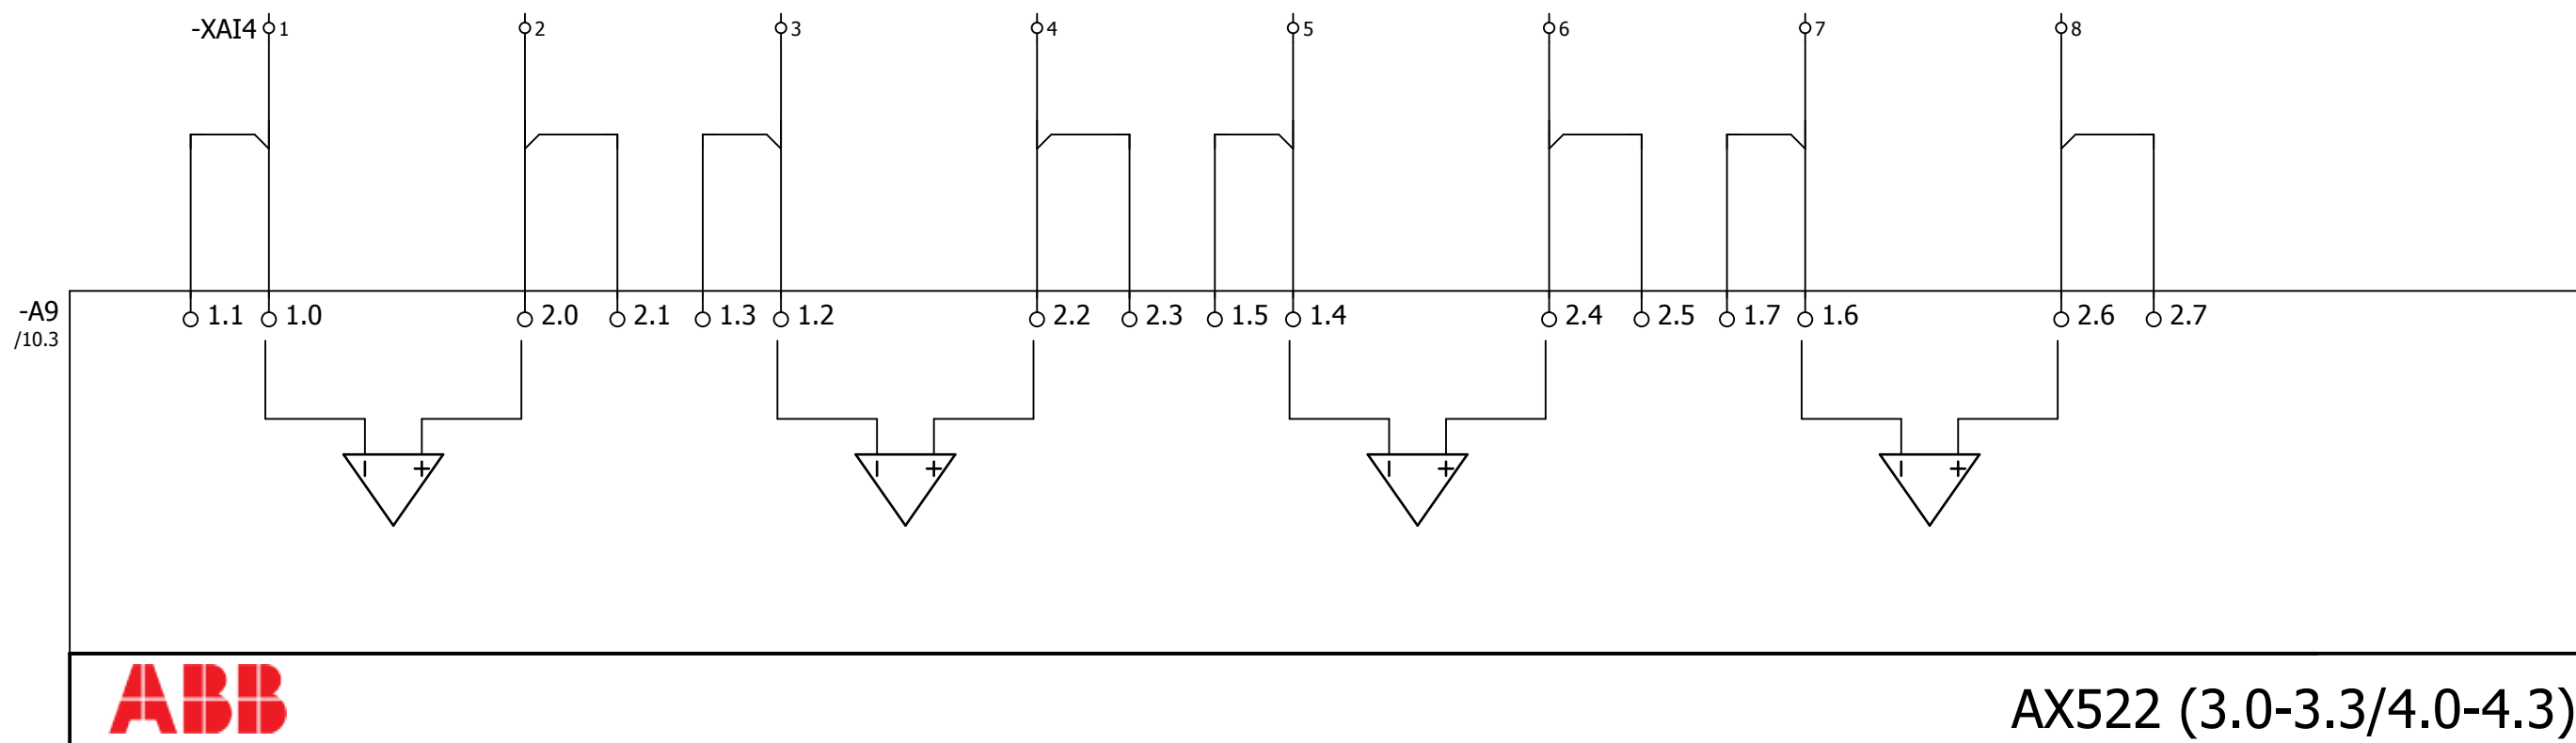 -XAI4 1 2 3 4 5 6 7 8
-A9 1.1 1.0 2.0 2.1 1.3 1.2 2.2 2.3 1.5 1.4 2.4 2.5 1.7 1.6 2.6 2.7
/10.3
- + - + - + - +
ABB AX522 (3.0-3.3/4.0-4.3)